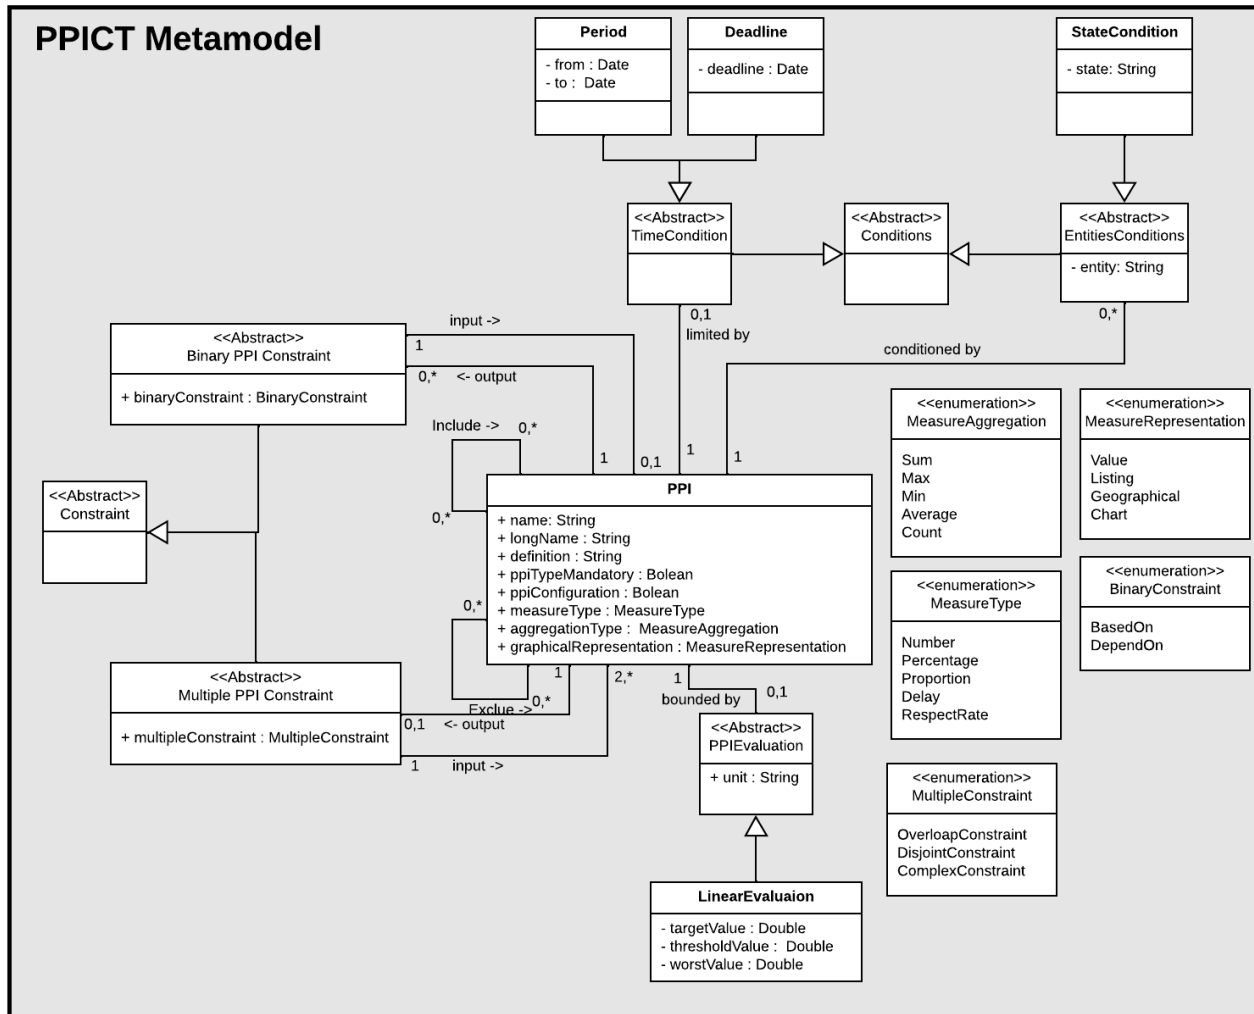 PPICT Metamodel
Period
- from : Date
- to : Date
Deadline
- deadline : Date
StateCondition
- state: String
<<Abstract>>
TimeCondition
<<Abstract>>
Conditions
<<Abstract>>
EntitiesConditions
- entity: String
0,1
limited by
0,*
conditioned by
<<Abstract>>
Binary PPI Constraint
+ binaryConstraint : BinaryConstraint
input ->
1
0,*
<- output
Include ->
0,*
0,*
1
0,1
1
1
<<Abstract>>
Constraint
PPI
+ name: String
+ longName : String
+ definition : String
+ ppiTypeMandatory : Bolean
+ ppiConfiguration : Bolean
+ measureType : MeasureType
+ aggregationType : MeasureAggregation
+ graphicalRepresentation : MeasureRepresentation
0,*
0,*
Exclue ->
1
2,*
1
bounded by
0,1
<<Abstract>>
Multiple PPI Constraint
+ multipleConstraint : MultipleConstraint
0,1
<- output
1
input ->
<<Abstract>>
PPIEvaluation
+ unit : String
LinearEvaluaion
- targetValue : Double
- thresholdValue : Double
- worstValue : Double
<<enumeration>>
MeasureAggregation
Sum
Max
Min
Average
Count
<<enumeration>>
MeasureRepresentation
Value
Listing
Geographical
Chart
<<enumeration>>
MeasureType
Number
Percentage
Proportion
Delay
RespectRate
<<enumeration>>
BinaryConstraint
BasedOn
DependOn
<<enumeration>>
MultipleConstraint
OverloapConstraint
DisjointConstraint
ComplexConstraint